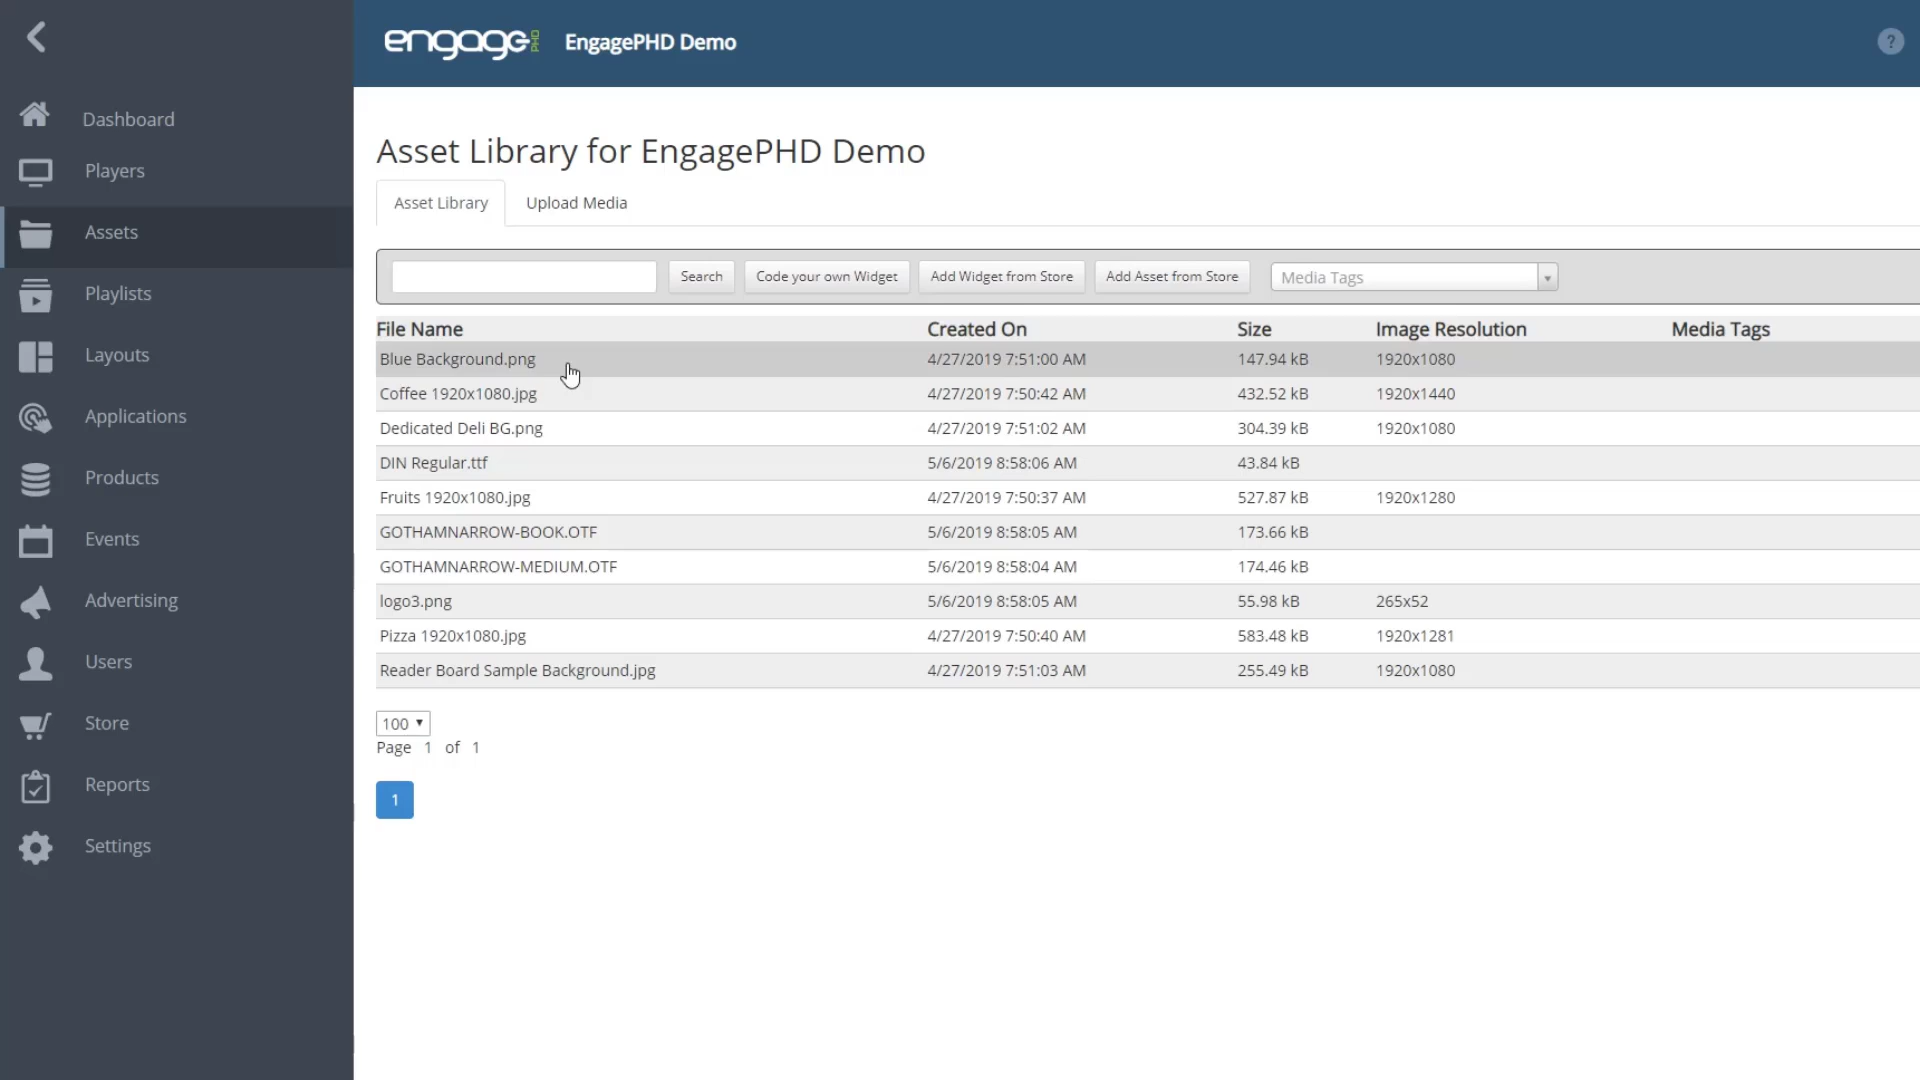 engage PHD EngagePHD Demo ?
Dashboard
Players
Assets
Playlists
Layouts
Applications
Products
Events
Advertising
Users
Store
Reports
Settings
Asset Library for EngagePHD Demo
Asset Library Upload Media
Search Code your own Widget Add Widget from Store Add Asset from Store Media Tags
File Name Created On Size Image Resolution Media Tags
Blue Background.png 4/27/2019 7:51:00 AM 147.94 kB 1920x1080
Coffee 1920x1080.jpg 4/27/2019 7:50:42 AM 432.52 kB 1920x1440
Dedicated Deli BG.png 4/27/2019 7:51:02 AM 304.39 kB 1920x1080
DIN Regular.ttf 5/6/2019 8:58:06 AM 43.84 kB
Fruits 1920x1080.jpg 4/27/2019 7:50:37 AM 527.87 kB 1920x1280
GOTHAMNARROW-BOOK.OTF 5/6/2019 8:58:05 AM 173.66 kB
GOTHAMNARROW-MEDIUM.OTF 5/6/2019 8:58:04 AM 174.46 kB
logo3.png 5/6/2019 8:58:05 AM 55.98 kB 265x52
Pizza 1920x1080.jpg 4/27/2019 7:50:40 AM 583.48 kB 1920x1281
Reader Board Sample Background.jpg 4/27/2019 7:51:03 AM 255.49 kB 1920x1080
100
Page 1 of 1
1